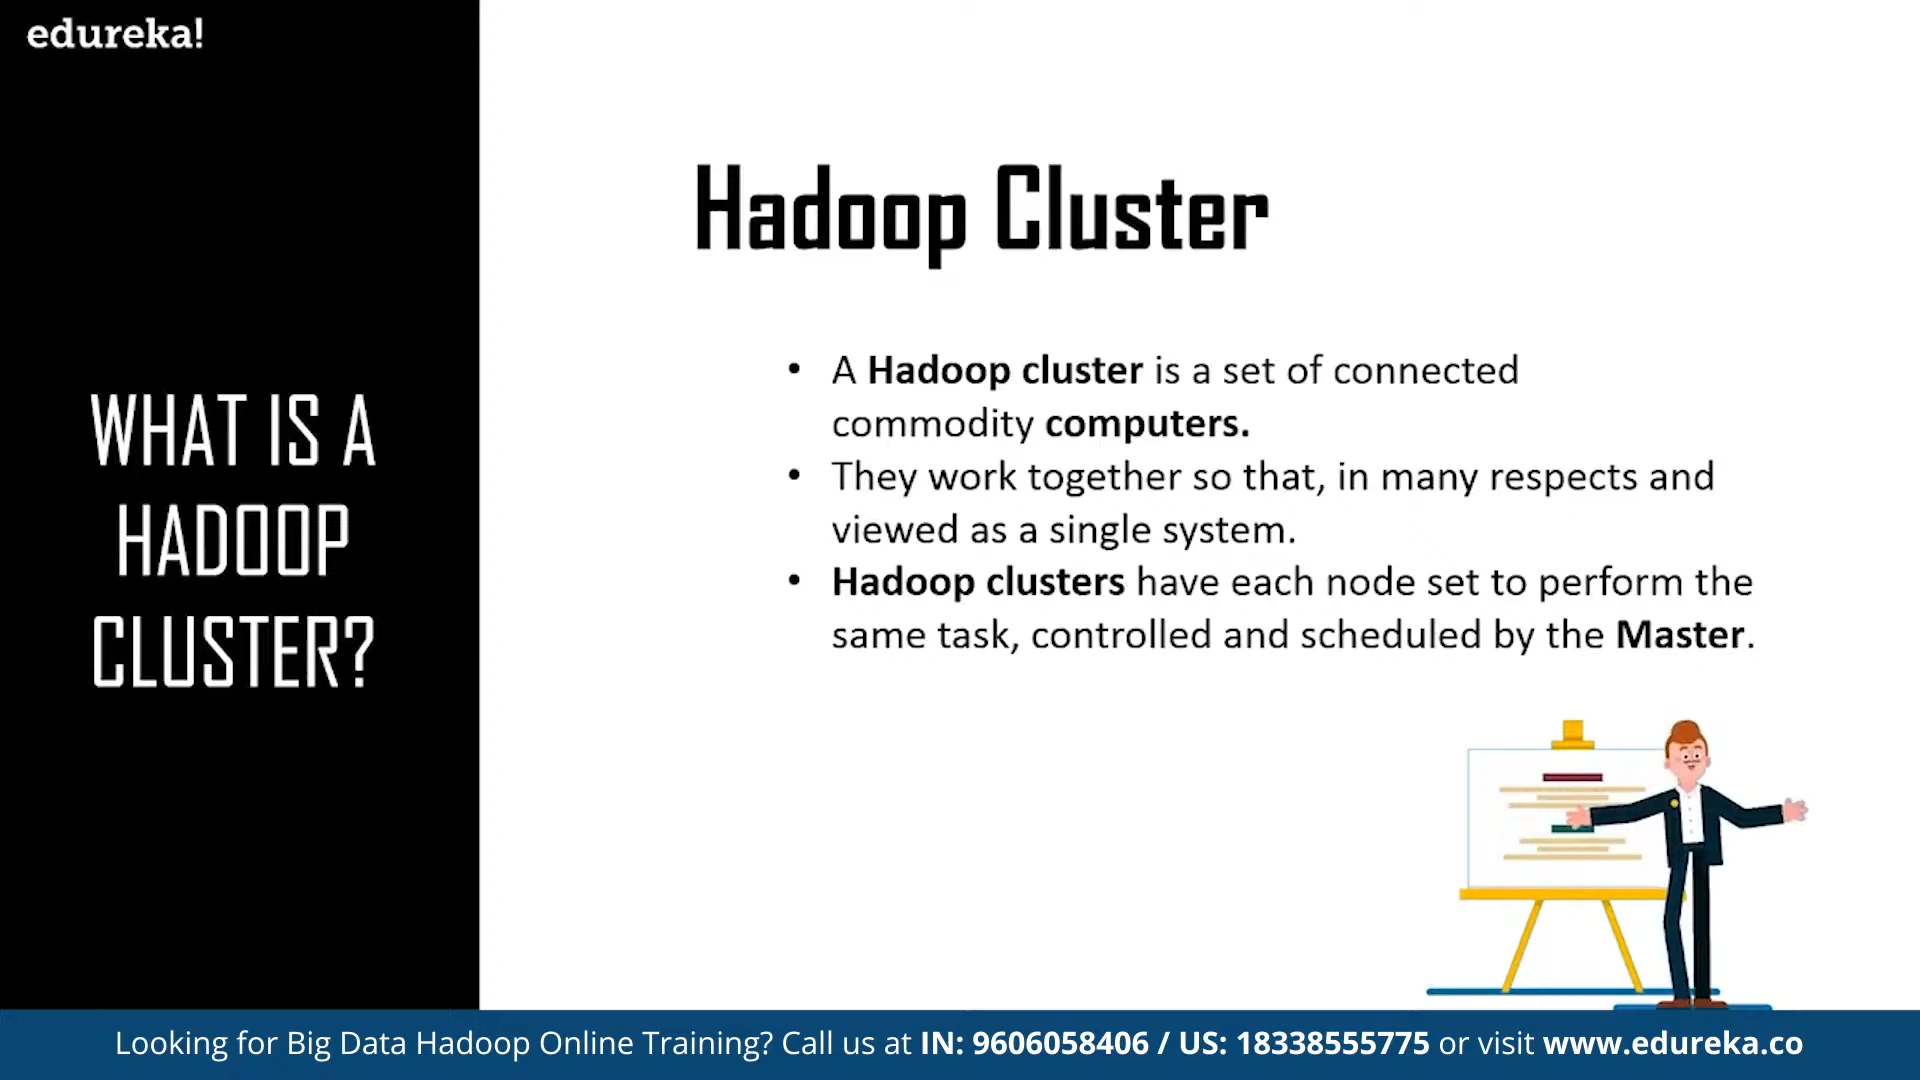 edureka!
WHAT IS A
HADOOP
CLUSTER?
Hadoop Cluster
• A Hadoop cluster is a set of connected
commodity computers.
• They work together so that, in many respects and
viewed as a single system.
• Hadoop clusters have each node set to perform the
same task, controlled and scheduled by the Master.
Looking for Big Data Hadoop Online Training? Call us at IN: 9606058406 / US: 18338555775 or visit www.edureka.co